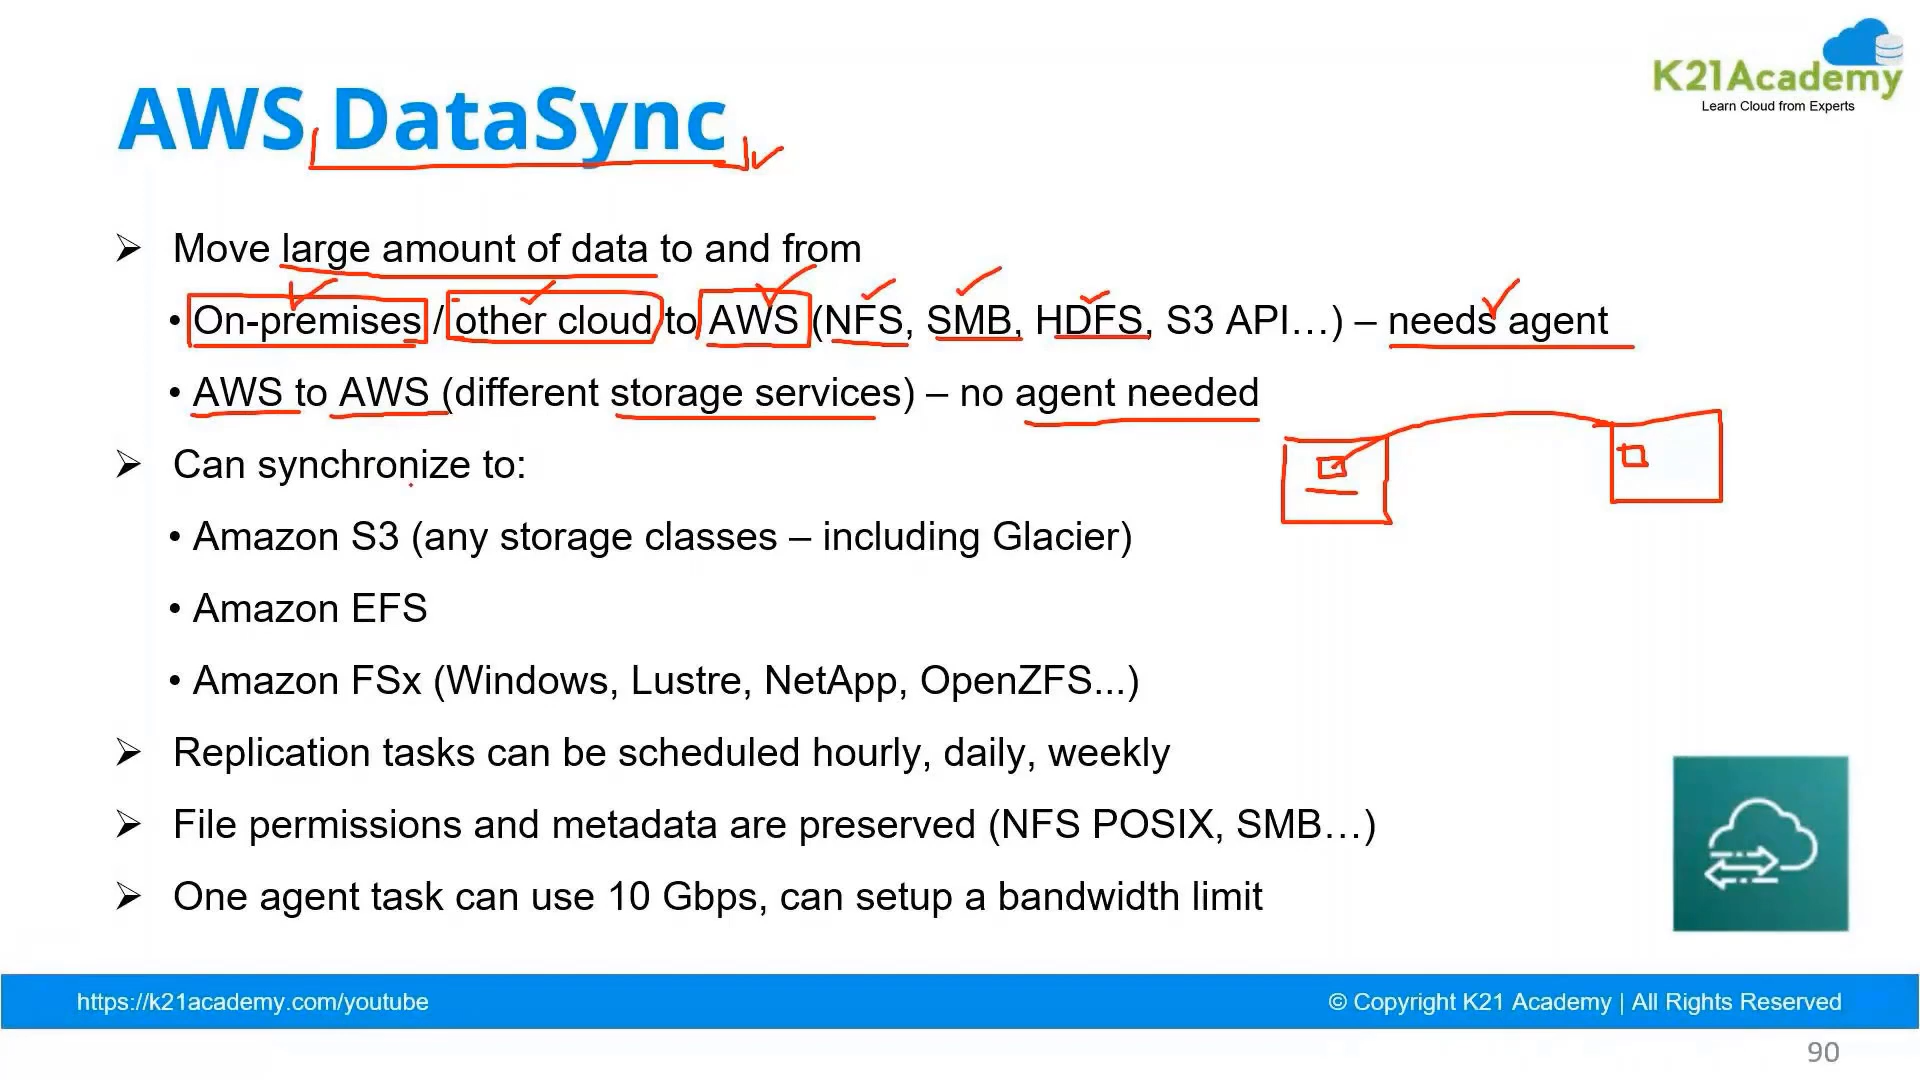 K21Academy
Learn Cloud from Experts
AWS DataSync
➢ Move large amount of data to and from
• On-premises / other cloud to AWS (NFS, SMB, HDFS, S3 API…) – needs agent
• AWS to AWS (different storage services) – no agent needed
➢ Can synchronize to:
• Amazon S3 (any storage classes – including Glacier)
• Amazon EFS
• Amazon FSx (Windows, Lustre, NetApp, OpenZFS...)
➢ Replication tasks can be scheduled hourly, daily, weekly
➢ File permissions and metadata are preserved (NFS POSIX, SMB…)
➢ One agent task can use 10 Gbps, can setup a bandwidth limit
https://k21academy.com/youtube
© Copyright K21 Academy | All Rights Reserved
90